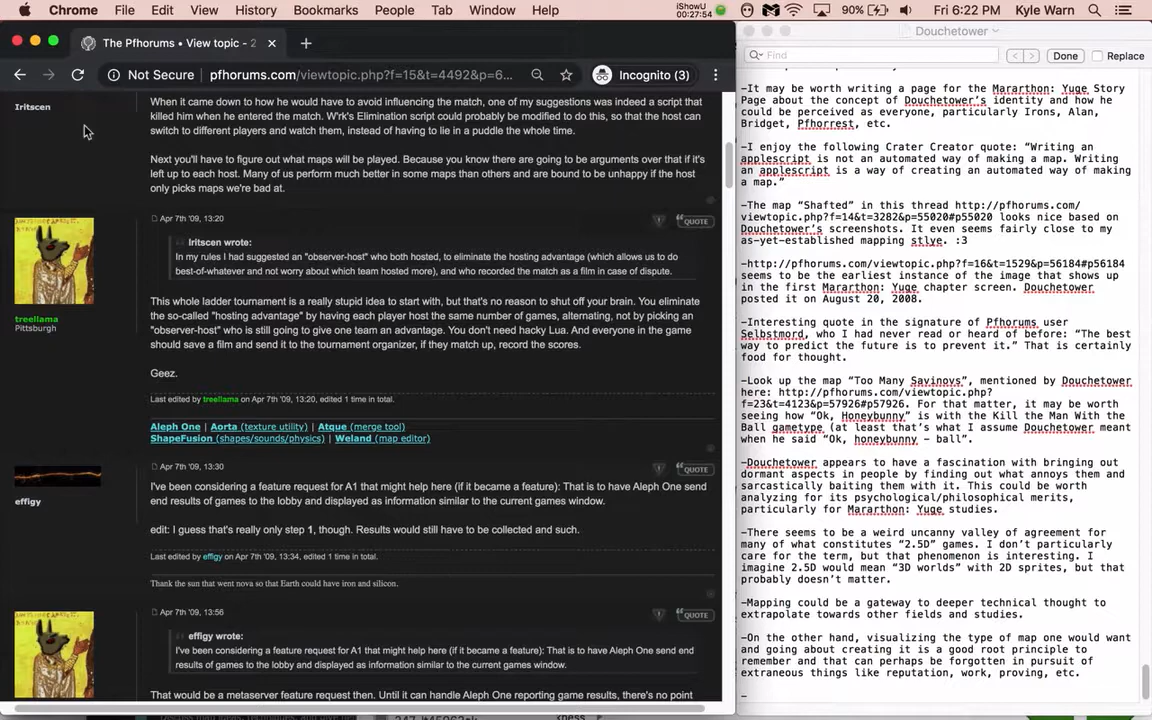 Chrome File Edit View History Bookmarks People Tab Window Help iShowU 00:27:54 90% Fri 6:22 PM Kyle Warn
The Pfhorums • View topic - 2
Not Secure pfhorums.com/viewtopic.php?f=15&t=4492&p=6... Incognito (3)
Iritscen
When it came down to how he would have to avoid influencing the match, one of my suggestions was indeed a script that
killed him when he entered the match. W'rk's Elimination script could probably be modified to do this, so that the host can
switch to different players and watch them, instead of having to lie in a puddle the whole time.
Next you'll have to figure out what maps will be played. Because you know there are going to be arguments over that if it's
left up to each host. Many of us perform much better in some maps than others and are bound to be unhappy if the host
only picks maps we're bad at.
Apr 7th '09, 13:20
QUOTE
Iritscen wrote:
In my rules I had suggested an "observer-host" who both hosted, to eliminate the hosting advantage (which allows us to do
best-of-whatever and not worry about which team hosted more), and who recorded the match as a film in case of dispute.
treellama
Pittsburgh
This whole ladder tournament is a really stupid idea to start with, but that's no reason to shut off your brain. You eliminate
the so-called "hosting advantage" by having each player host the same number of games, alternating, not by picking an
"observer-host" who is still going to give one team an advantage. You don't need hacky Lua. And everyone in the game
should save a film and send it to the tournament organizer, if they match up, record the scores.
Geez.
Last edited by treellama on Apr 7th '09, 13:20, edited 1 time in total.
Aleph One | Aorta (texture utility) | Atque (merge tool)
ShapeFusion (shapes/sounds/physics) | Weland (map editor)
Apr 7th '09, 13:30
QUOTE
effigy
I've been considering a feature request for A1 that might help here (if it became a feature): That is to have Aleph One send
end results of games to the lobby and displayed as information similar to the current games window.
edit: I guess that's really only step 1, though. Results would still have to be collected and such.
Last edited by effigy on Apr 7th '09, 13:34, edited 1 time in total.
Thank the sun that went nova so that Earth could have iron and silicon.
Apr 7th '09, 13:56
QUOTE
effigy wrote:
I've been considering a feature request for A1 that might help here (if it became a feature): That is to have Aleph One send end
results of games to the lobby and displayed as information similar to the current games window.
That would be a metaserver feature request then. Until it can handle Aleph One reporting game results, there's no point
Douchetower
Find Done Replace
-It may be worth writing a page for the Mararthon: Yuge Story
Page about the concept of Douchetower's identity and how he
could be perceived as everyone, particularly Irons, Alan,
Bridget, Pfhorrest, etc.
-I enjoy the following Crater Creator quote: "Writing an
applescript is not an automated way of making a map. Writing
an applescript is a way of creating an automated way of making
a map."
-The map "Shafted" in this thread http://pfhorums.com/
viewtopic.php?f=14&t=3282&p=55020#p55020 looks nice based on
Douchetower's screenshots. It even seems fairly close to my
as-yet-established mapping stlye. :3
-http://pfhorums.com/viewtopic.php?f=16&t=1529&p=56184#p56184
seems to be the earliest instance of the image that shows up
in the first Mararthon: Yuge chapter screen. Douchetower
posted it on August 20, 2008.
-Interesting quote in the signature of Pfhorums user
Selbstmord, who I had never read or heard of before: "The best
way to predict the future is to prevent it." That is certainly
food for thought.
-Look up the map "Too Many Savinovs", mentioned by Douchetower
here: http://pfhorums.com/viewtopic.php?
f=23&t=4123&p=57926#p57926. For that matter, it may be worth
seeing how "Ok, Honeybunny" is with the Kill the Man With the
Ball gametype (at least that's what I assume Douchetower meant
when he said "Ok, honeybunny - ball").
-Douchetower appears to have a fascination with bringing out
dormant aspects in people by finding out what annoys them and
sarcastically baiting them with it. This could be worth
analyzing for its psychological/philosophical merits,
particularly for Mararthon: Yuge studies.
-There seems to be a weird uncanny valley of agreement for
many of what constitutes "2.5D" games. I don't particularly
care for the term, but that phenomenon is interesting. I
imagine 2.5D would mean "3D worlds" with 2D sprites, but that
probably doesn't matter.
-Mapping could be a gateway to deeper technical thought to
extrapolate towards other fields and studies.
-On the other hand, visualizing the type of map one would want
and going about creating it is a good root principle to
remember and that can perhaps be forgotten in pursuit of
extraneous things like reputation, work, proving, etc.
-